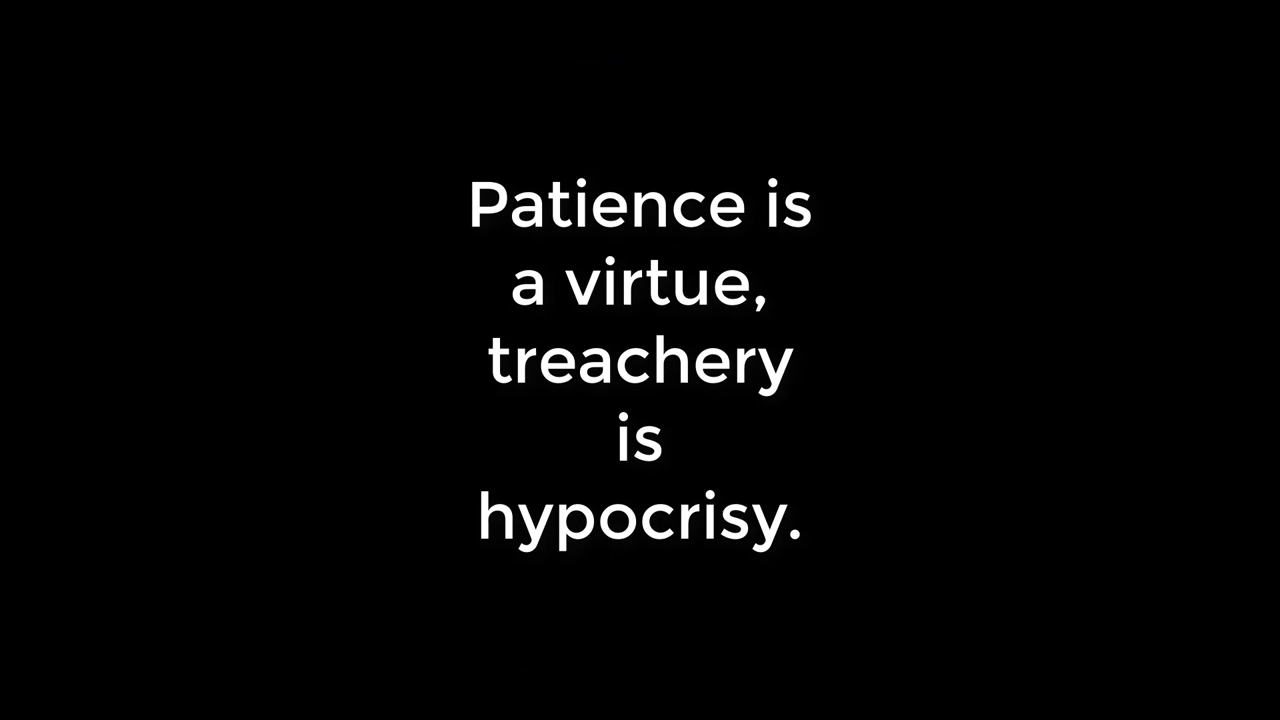 Patience is
a virtue,
treachery
is
hypocrisy.